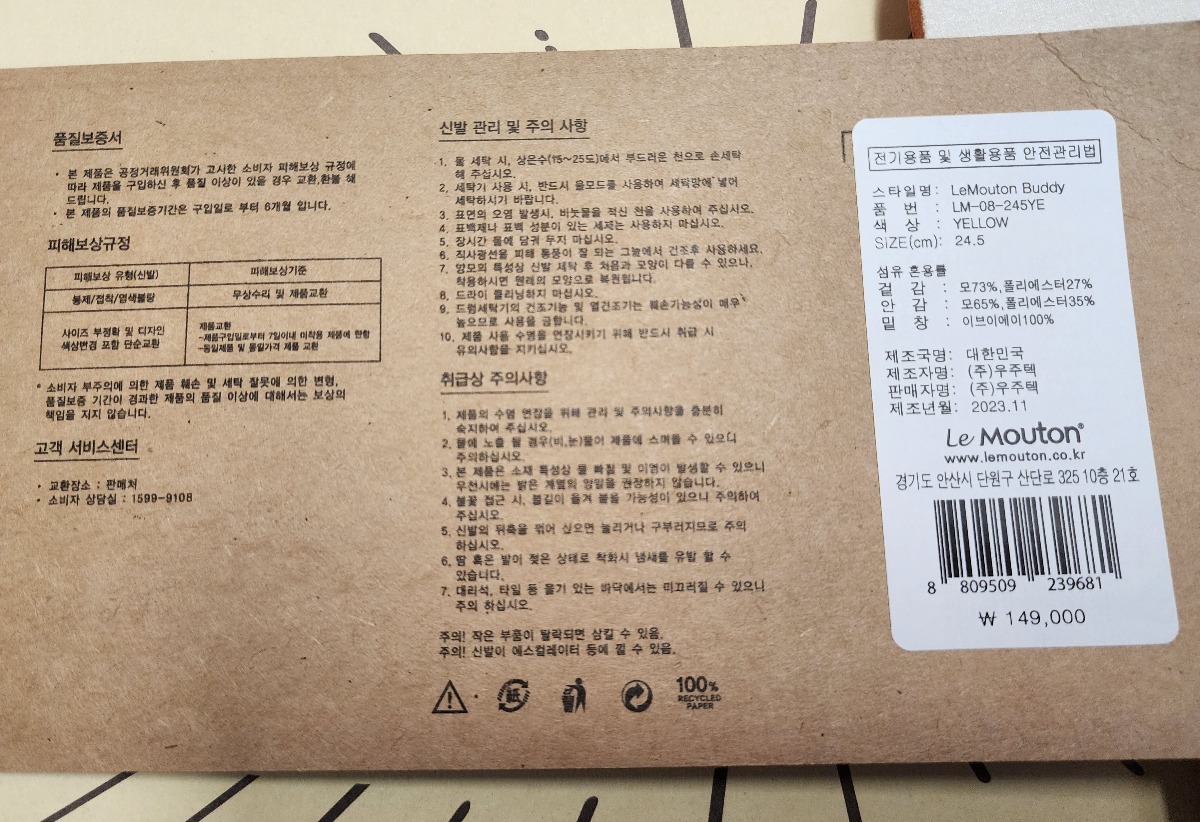 품질보증서
• 본 제품은 공정거래위원회가 고시한 소비자 피해보상 규정에
따라 제품을 구입하신 후 품질 이상이 있을 경우 교환,환불 해
드립니다.
• 본 제품의 품질보증기간은 구입일로 부터 6개월 입니다.
피해보상규정
피해보상 유형(신발) 피해보상기준
봉제/접착/염색불량 무상수리 및 제품교환
사이즈 부정확 및 디자인
색상변경 포함 단순교환
제품교환
-제품구입일로부터 7일이내 미착용 제품에 한함
-동일제품 및 동일가격 제품 교환
* 소비자 부주의에 의한 제품 훼손 및 세탁 잘못에 의한 변형,
품질보증 기간이 경과한 제품의 품질 이상에 대해서는 보상의
책임을 지지 않습니다.
고객 서비스센터
• 교환장소 : 판매처
• 소비자 상담실 : 1599-9108
신발 관리 및 주의 사항
1. 물 세탁 시, 상온수(15~25도)에서 부드러운 천으로 손세탁
해 주십시오.
2. 세탁기 사용 시, 반드시 울모드를 사용하여 세탁망에 넣어
세탁하시기 바랍니다.
3. 표면의 오염 발생시, 비눗물을 적신 천을 사용하여 주십시오.
4. 표백제나 표백 성분이 있는 세제는 사용하지 마십시오.
5. 장시간 물에 담궈 두지 마십시오.
6. 직사광선을 피해 통풍이 잘 되는 그늘에서 건조후 사용하세요.
7. 양모의 특성상 신발 세탁 후 처음과 모양이 다를 수 있으나,
착용하시면 원래의 모양으로 복원됩니다.
8. 드라이 클리닝하지 마십시오.
9. 드럼세탁기의 건조기능 및 열건조기는 훼손가능성이 매우
높으므로 사용을 금합니다.
10. 제품 사용 수명을 연장시키기 위해 반드시 취급 시
유의사항을 지키십시오.
취급상 주의사항
1. 제품의 수명 연장을 위해 관리 및 주의사항을 충분히
숙지하여 주십시오.
2. 물에 노출 될 경우(비,눈)물이 제품에 스며들 수 있으니
주의하십시오.
3. 본 제품은 소재 특성상 물 빠짐 및 이염이 발생할 수 있으니
우천시에는 밝은 계열의 양말을 권장하지 않습니다.
4. 불꽃 접근 시, 불길이 옮겨 붙을 가능성이 있으니 주의하여
주십시오.
5. 신발의 뒤축을 꺾어 신으면 눌리거나 구부러지므로 주의
하십시오.
6. 땀 혹은 발이 젖은 상태로 착화시 냄새를 유발 할 수
있습니다.
7. 대리석, 타일 등 물기 있는 바닥에서는 미끄러질 수 있으니
주의 하십시오.
주의! 작은 부품이 탈락되면 삼킬 수 있음.
주의! 신발이 에스컬레이터 등에 낄 수 있음.
紙
100%
RECYCLED
PAPER
전기용품 및 생활용품 안전관리법
스타일명: LeMouton Buddy
품 번 : LM-08-245YE
색 상 : YELLOW
SIZE(cm): 24.5
섬유 혼용률
겉 감 : 모73%,폴리에스터27%
안 감 : 모65%,폴리에스터35%
밑 창 : 이브이에이100%
제조국명: 대한민국
제조자명: (주)우주텍
판매자명: (주)우주텍
제조년월: 2023.11
Le Mouton®
www.lemouton.co.kr
경기도 안산시 단원구 산단로 325 10층 21호
8 809509 239681
₩ 149,000